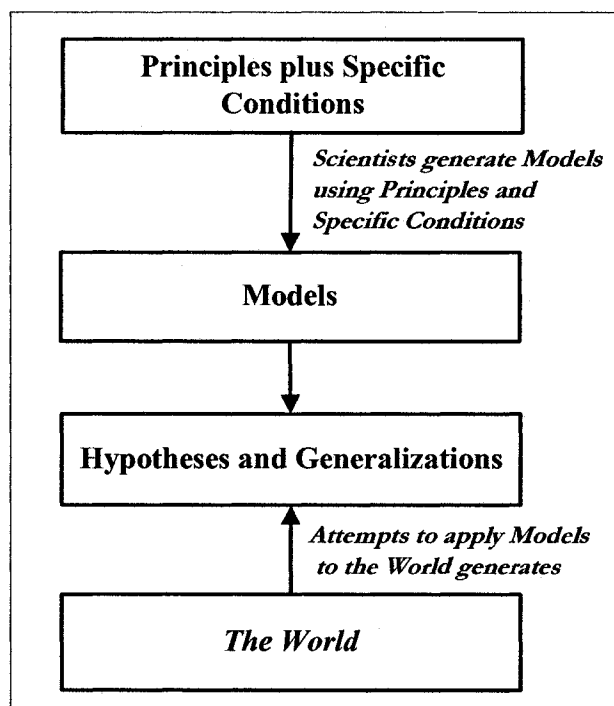 Principles plus Specific
Conditions
Scientists generate Models
using Principles and
Specific Conditions
Models
Hypotheses and Generalizations
Attempts to apply Models
to the World generates
The World